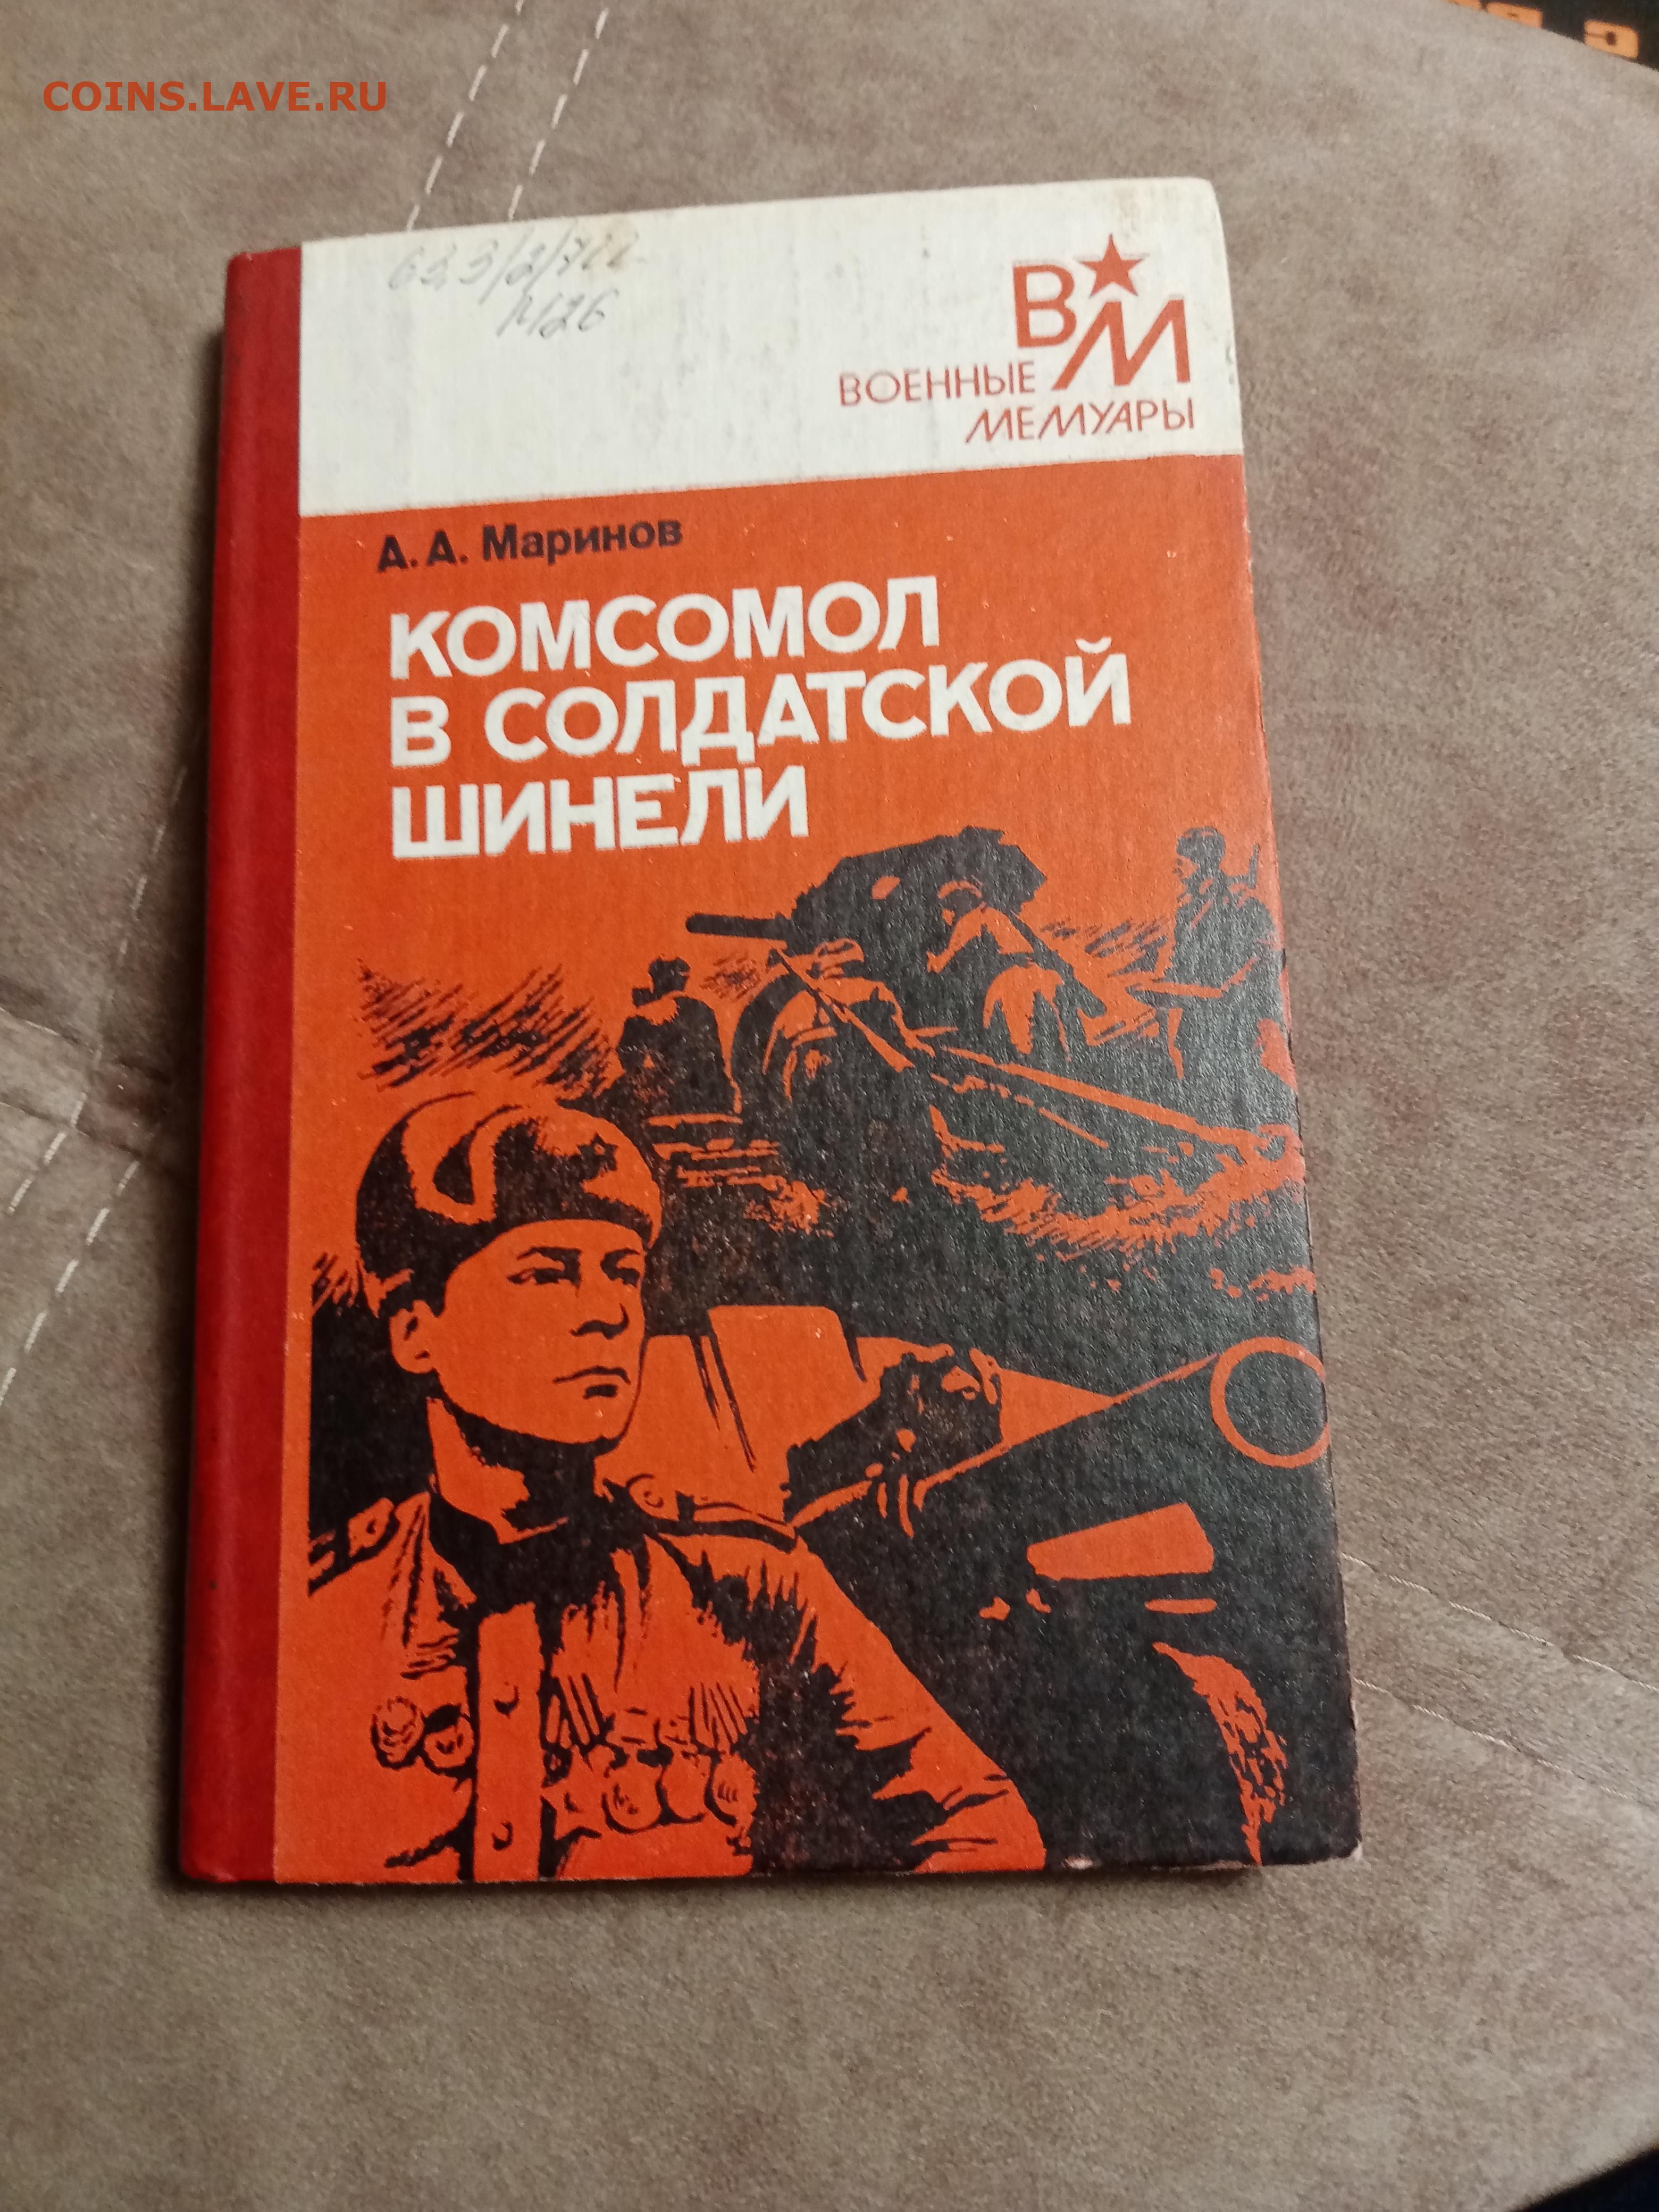 COINS.LAVE.RU
ВМ
ВОЕННЫЕ
МЕМУАРЫ
А. А. Маринов
КОМСОМОЛ
В СОЛДАТСКОЙ
ШИНЕЛИ